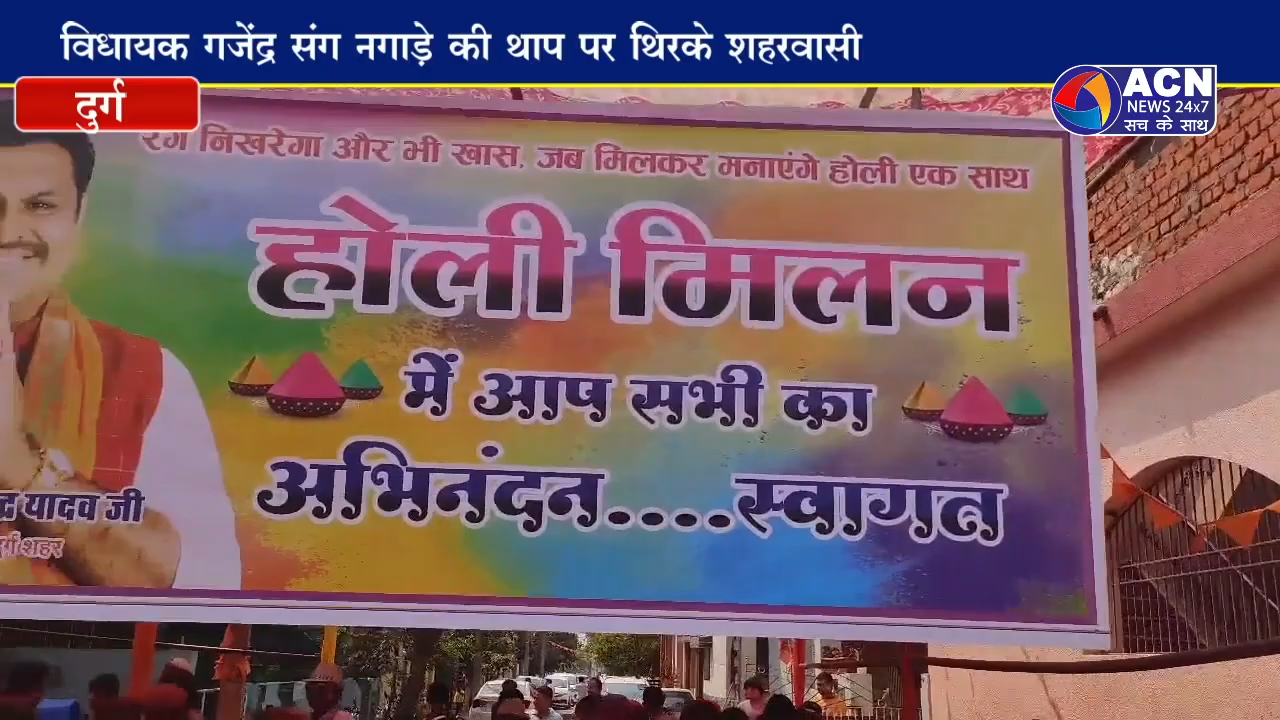 विधायक गजेंद्र संग नगाड़े की थाप पर थिरके शहरवासी
दुर्ग
ACN
NEWS 24x7
सच के साथ
रंग निखरेगा और भी खास, जब मिलकर मनाएंगे होली एक साथ
होली मिलन
में आप सभी का
अभिनंदन....स्वागत
यादव जी
शहर